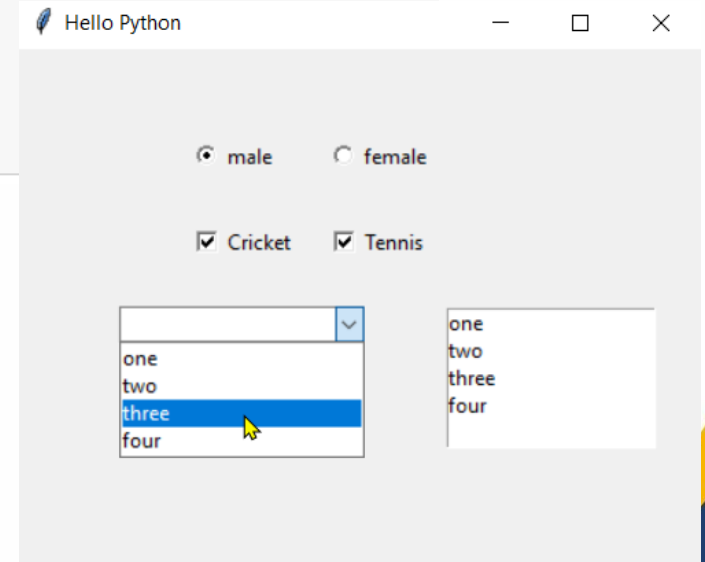 Hello Python
male female
Cricket Tennis
one
two
three
four
one
two
three
four